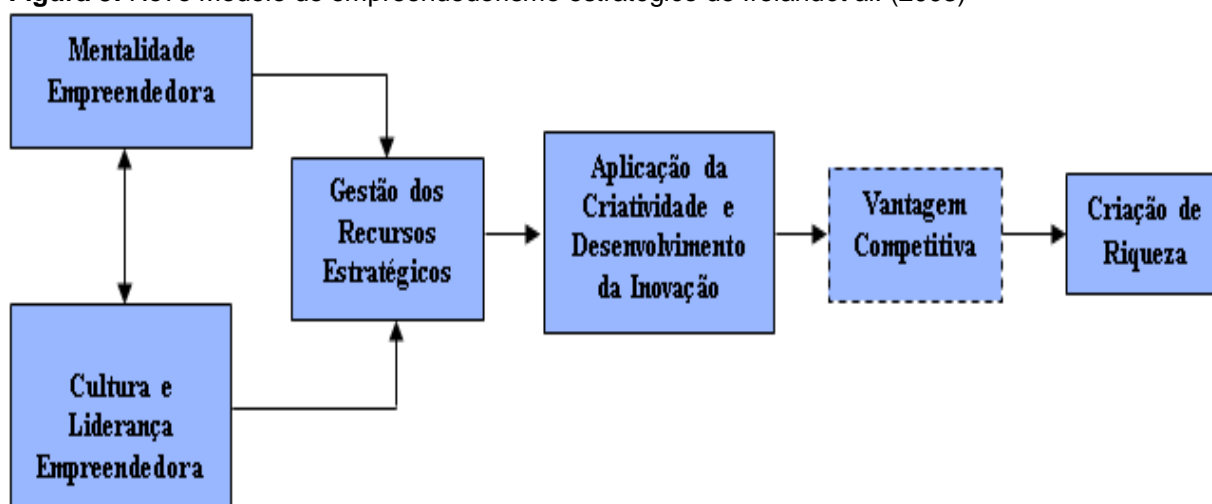 Mentalidade
Empreendedora
Gestão dos
Recursos
Estratégicos
Aplicação da
Criatividade e
Desenvolvimento
da Inovação
Vantagem
Competitiva
Criação de
Riqueza
Cultura e
Liderança
Empreendedora